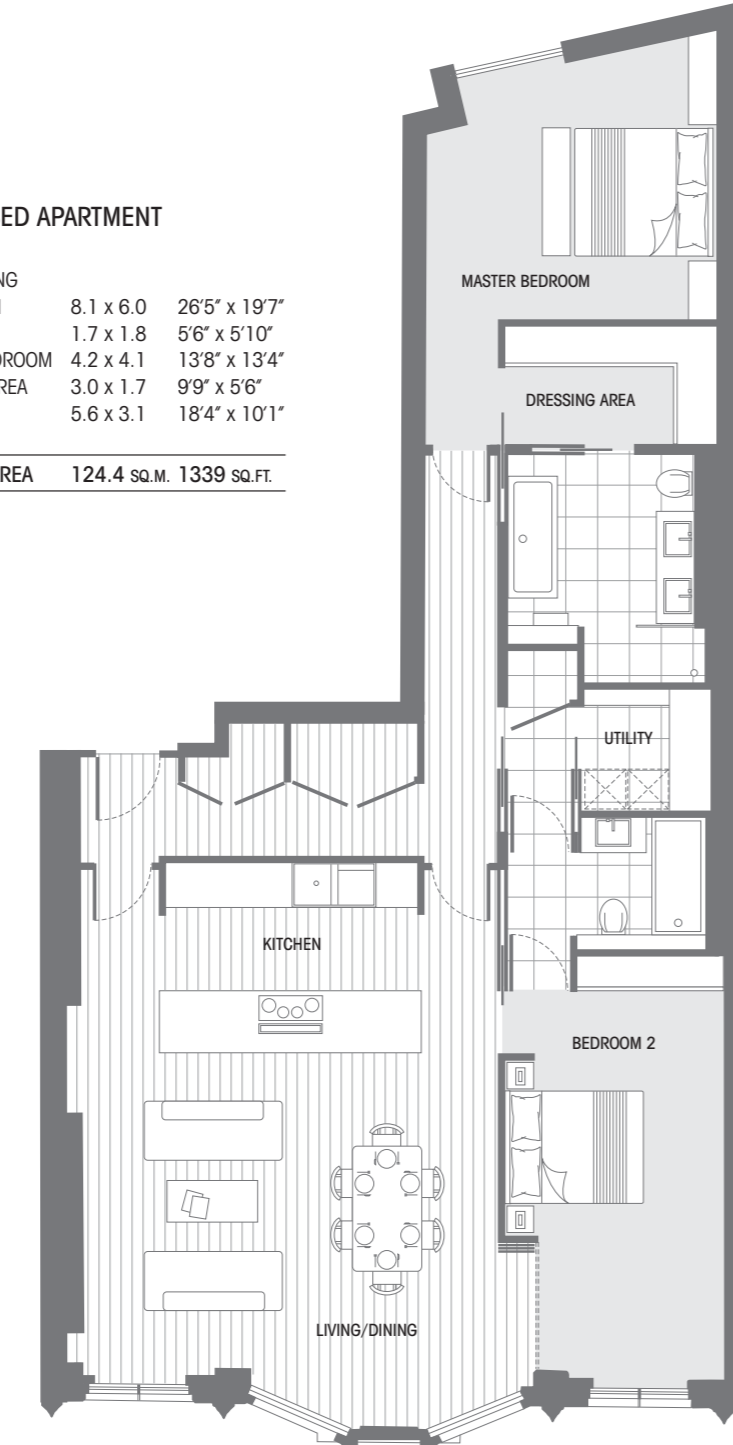 ED APARTMENT
NG
8.1 x 6.0 26'5" x 19'7"
1.7 x 1.8 5'6" x 5'10"
DROOM 4.2 x 4.1 13'8" x 13'4"
REA 3.0 x 1.7 9'9" x 5'6"
5.6 x 3.1 18'4" x 10'1"
REA 124.4 SQ.M. 1339 SQ.FT.
MASTER BEDROOM
DRESSING AREA
UTILITY
KITCHEN
BEDROOM 2
LIVING/DINING